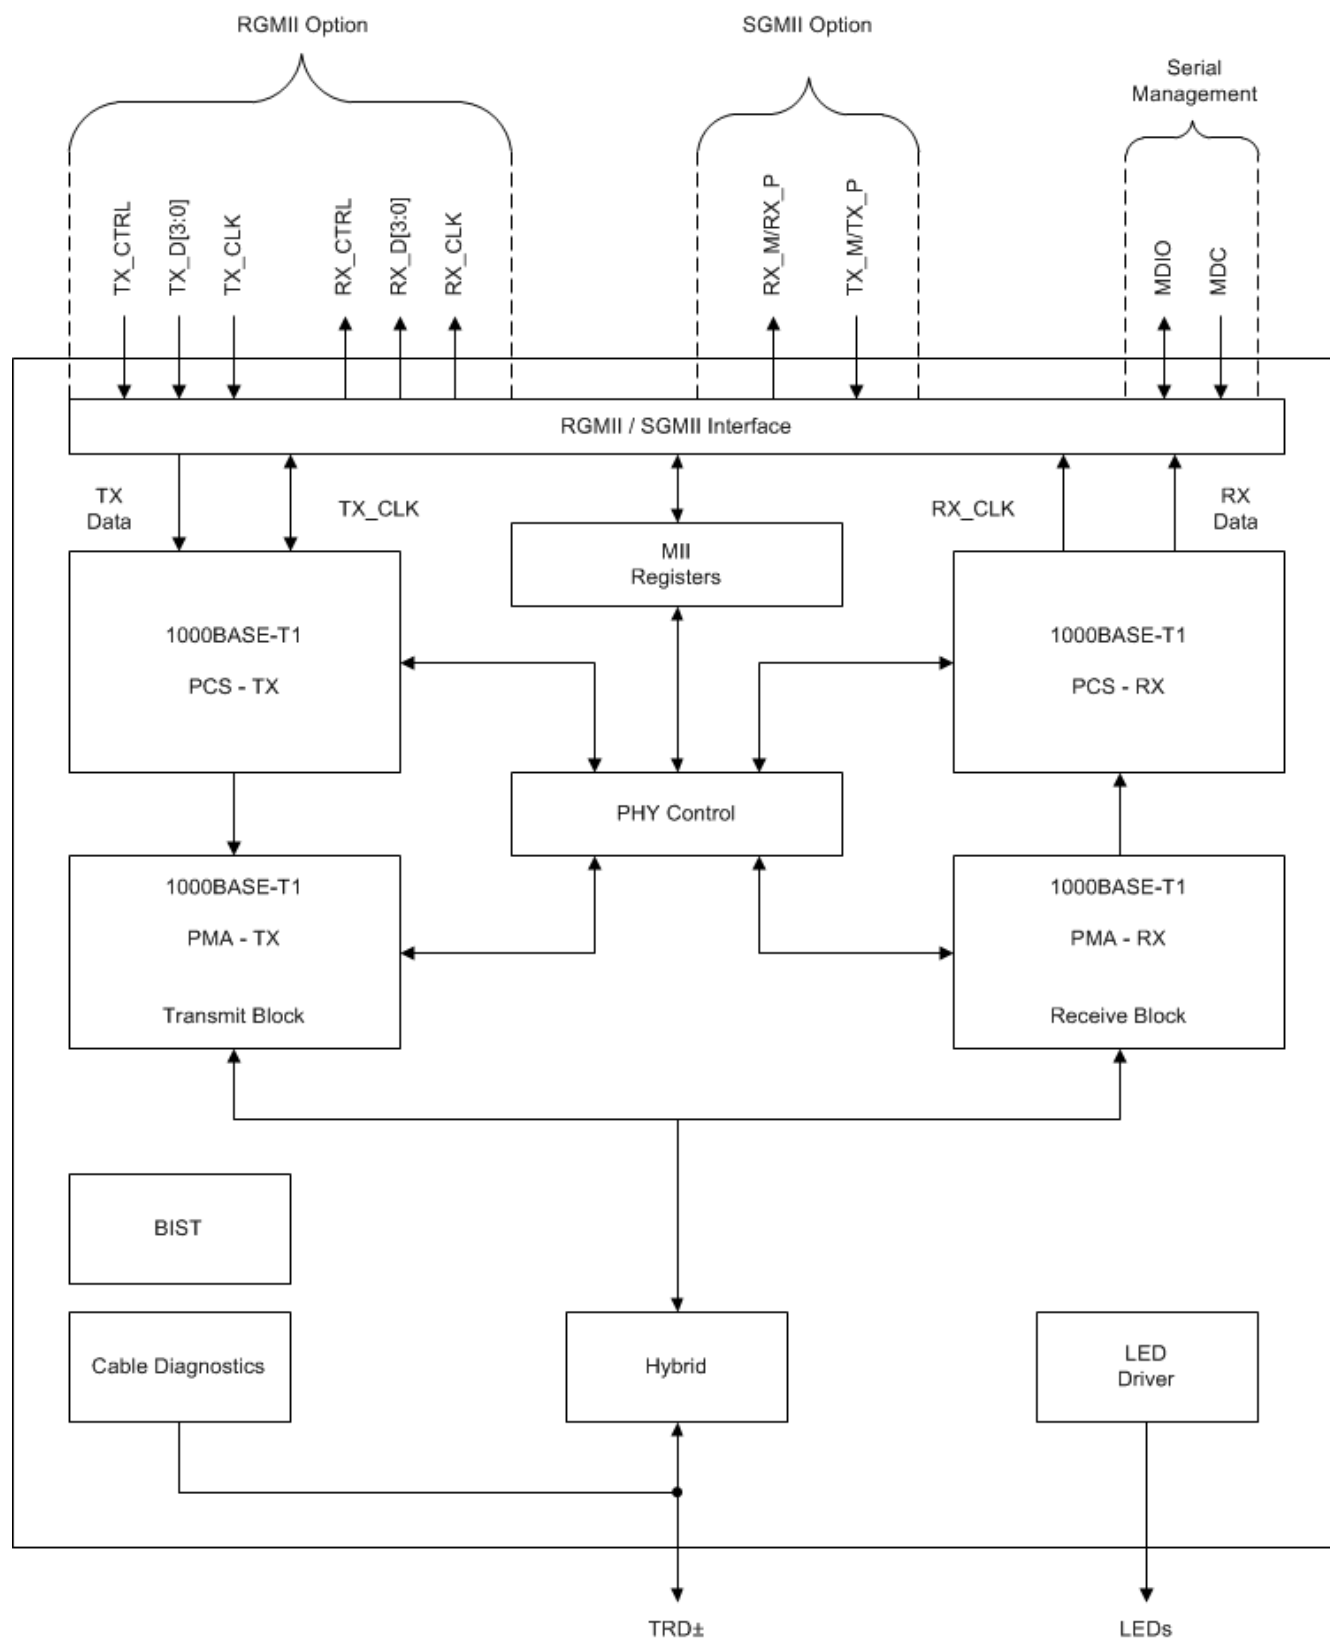 RGMII Option
SGMII Option
Serial
Management
TX_CTRL
TX_D[3:0]
TX_CLK
RX_CTRL
RX_D[3:0]
RX_CLK
RX_M/RX_P
TX_M/TX_P
MDIO
MDC
RGMII / SGMII Interface
TX
Data
TX_CLK
RX_CLK
RX
Data
MII
Registers
1000BASE-T1
PCS - TX
1000BASE-T1
PCS - RX
PHY Control
1000BASE-T1
PMA - TX
Transmit Block
1000BASE-T1
PMA - RX
Receive Block
BIST
Cable Diagnostics
Hybrid
LED
Driver
TRD±
LEDs